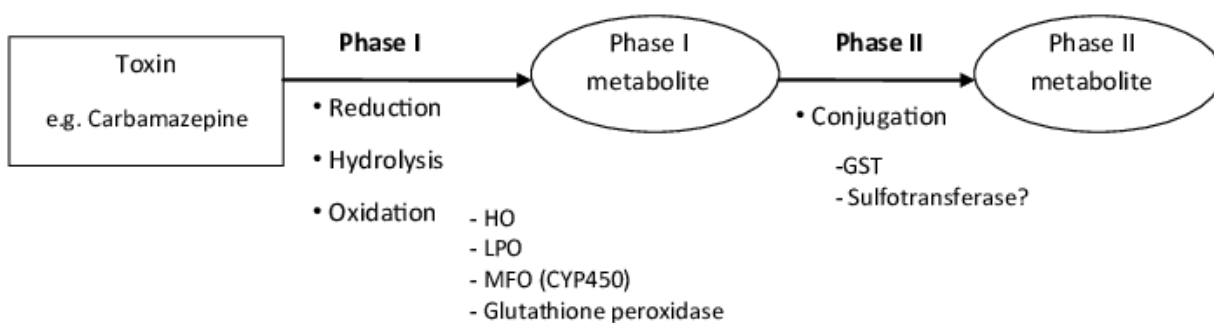 Toxin
e.g. Carbamazepine
Phase I
• Reduction
• Hydrolysis
• Oxidation
- HO
- LPO
- MFO (CYP450)
- Glutathione peroxidase
Phase I
metabolite
Phase II
• Conjugation
-GST
- Sulfotransferase?
Phase II
metabolite